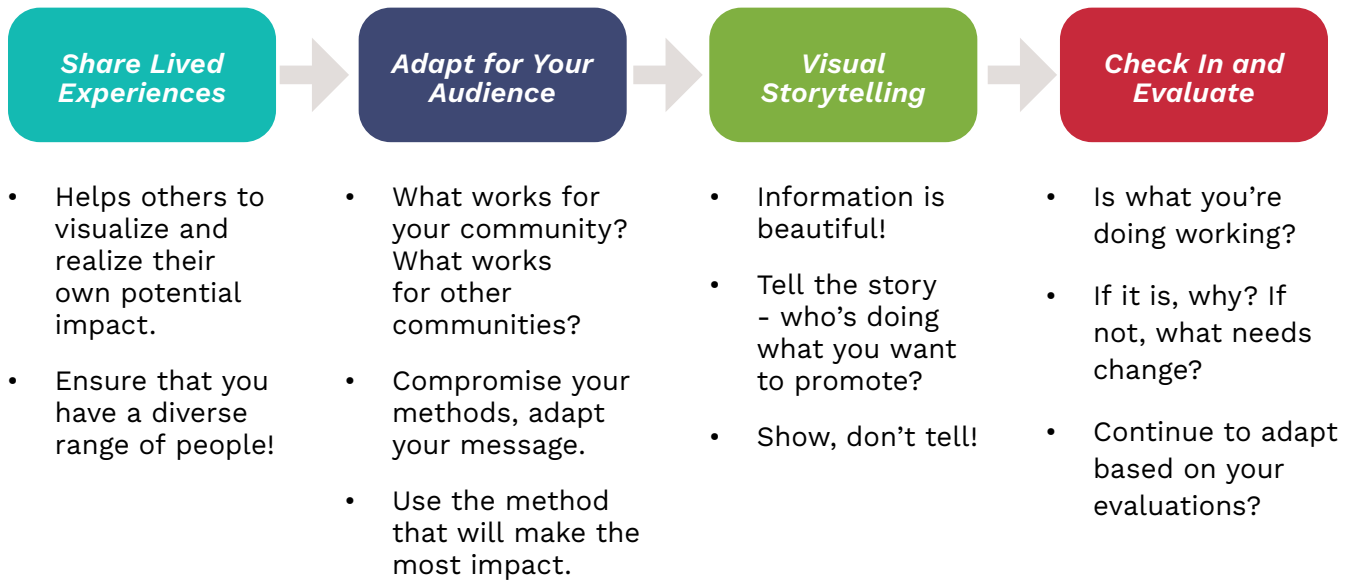 Share Lived
Experiences
Adapt for Your
Audience
Visual
Storytelling
Check In and
Evaluate
• Helps others to
visualize and
realize their
own potential
impact.
• Ensure that you
have a diverse
range of people!
• What works for
your community?
What works
for other
communities?
• Compromise your
methods, adapt
your message.
• Use the method
that will make the
most impact.
• Information is
beautiful!
• Tell the story
- who’s doing
what you want
to promote?
• Show, don’t tell!
• Is what you’re
doing working?
• If it is, why? If
not, what needs
change?
• Continue to adapt
based on your
evaluations?